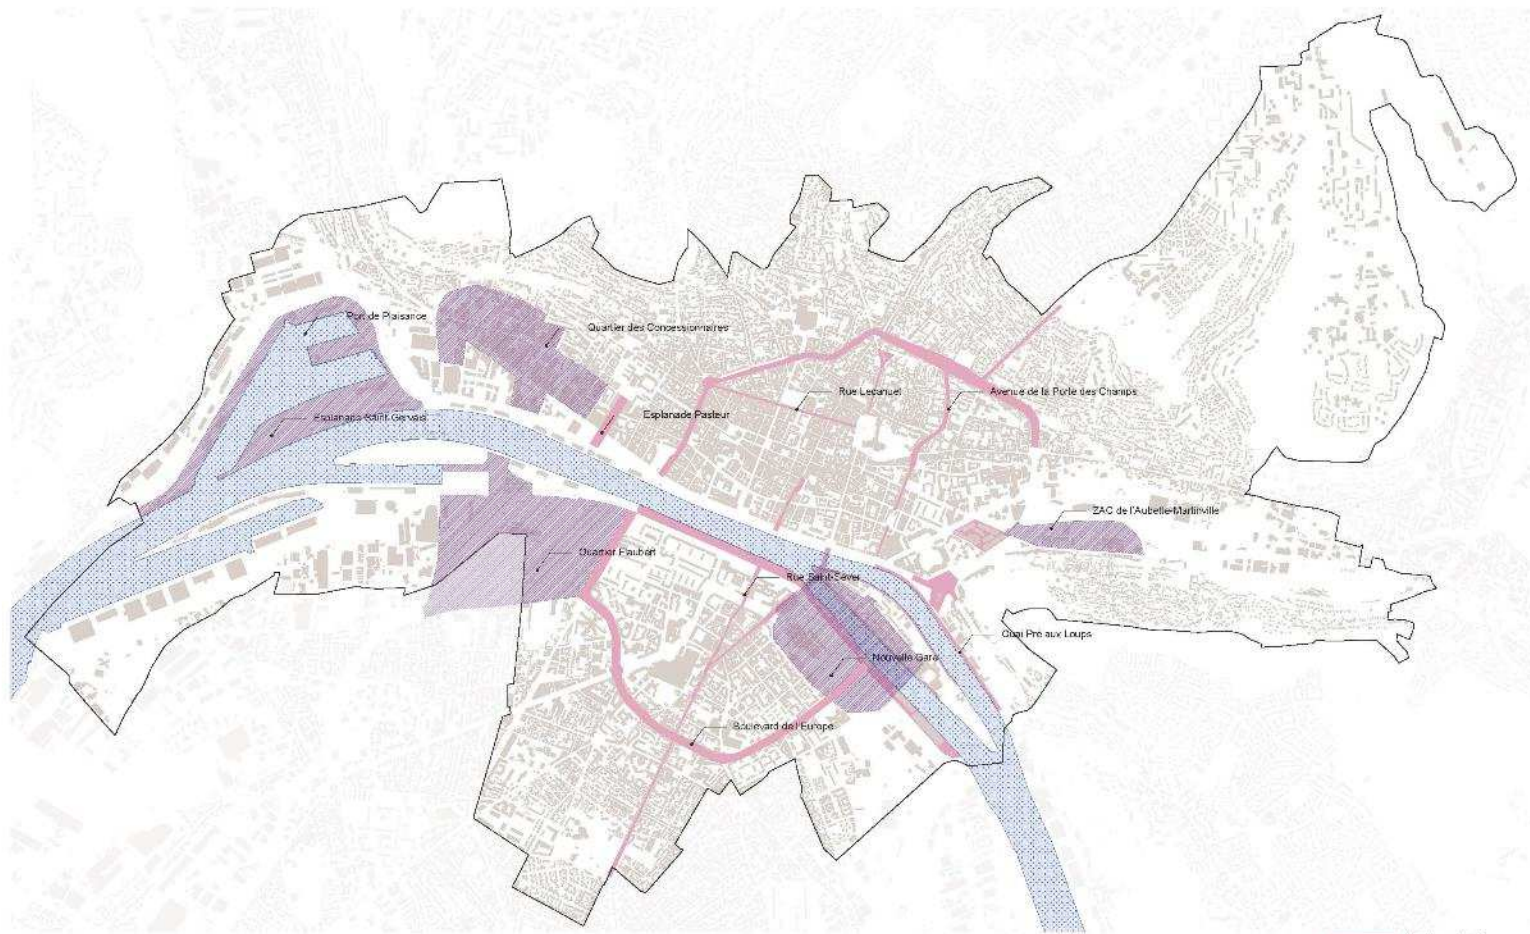 Port de Plaisance
Quartier des Concessionnaires
Rue Lecanuet
Avenue de la Porte des Champs
Esplanade Saint-Gervais
Esplanade Pasteur
ZAC de l'Aubette-Martinville
Quartier Flaubert
Rue Saint-Sever
Quai Pré aux Loups
Nouvelle Gare
Boulevard de l'Europe